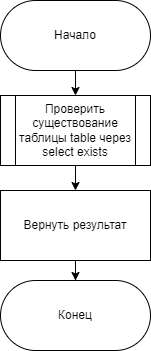 Начало
Проверить
существование
таблицы table через
select exists
Вернуть результат
Конец